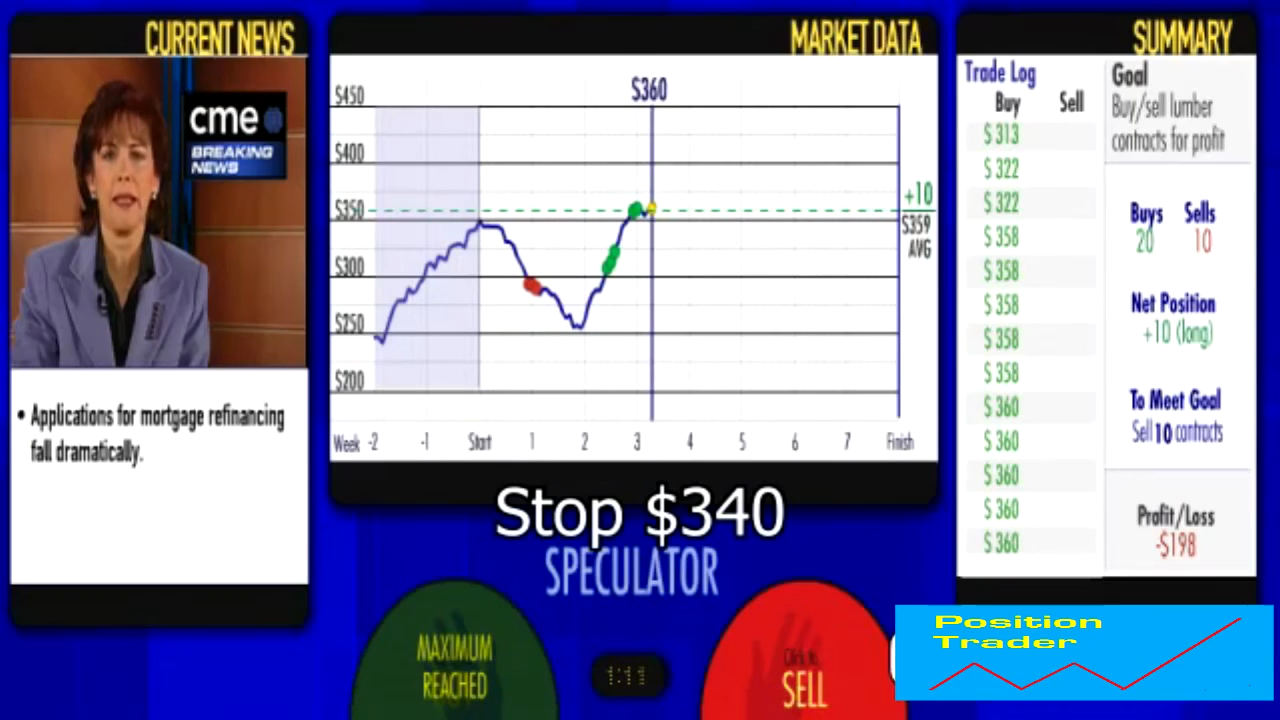 CURRENT NEWS
cme
BREAKING
NEWS
• Applications for mortgage refinancing
fall dramatically.
MARKET DATA
$360
$450
$400
$350
$300
$250
$200
+10
$359
AVG
Week -2 -1 Start 1 2 3 4 5 6 7 Finish
Stop $340
SPECULATOR
MAXIMUM
REACHED
1:11
Click to
SELL
SUMMARY
Trade Log
Buy Sell
$ 313
$ 322
$ 322
$ 358
$ 358
$ 358
$ 358
$ 358
$ 360
$ 360
$ 360
$ 360
$ 360
Goal
Buy/sell lumber
contracts for profit
Buys Sells
20 10
Net Position
+10 (long)
To Meet Goal
Sell 10 contracts
Profit/Loss
-$198
Position
Trader